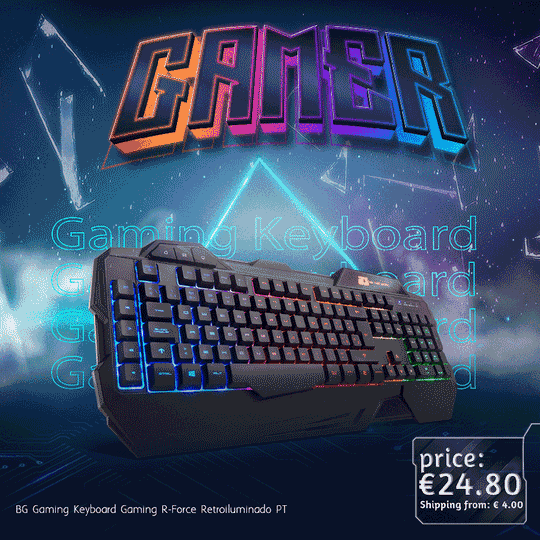 GAMER
Gaming Keyboard
BG Gaming Keyboard Gaming R-Force Retroiluminado PT
price:
€24.80
Shipping from: € 4.00